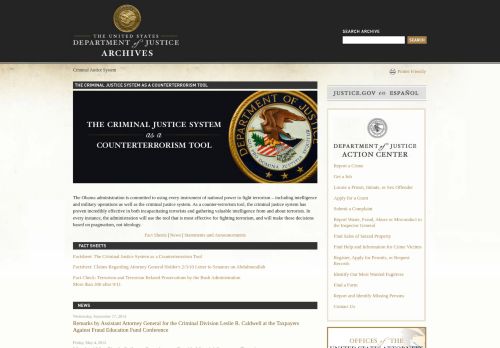 THE UNITED STATES
DEPARTMENT of JUSTICE
ARCHIVES
SEARCH ARCHIVE
Criminal Justice System
Printer Friendly
THE CRIMINAL JUSTICE SYSTEM AS A COUNTERTERRORISM TOOL
THE CRIMINAL JUSTICE SYSTEM
as a
COUNTERTERRORISM TOOL
DEPARTMENT OF JUSTICE
The Obama administration is committed to using every instrument of national power to fight terrorism – including intelligence
and military operations as well as the criminal justice system. As a counter-terrorism tool, the criminal justice system has
proven incredibly effective in both incapacitating terrorists and gathering valuable intelligence from and about terrorists. In
every instance, the administration will use the tool that is most effective for fighting terrorism, and will make those decisions
based on pragmatism, not ideology.
Fact Sheets | News | Statements and Announcements
FACT SHEETS
Factsheet: The Criminal Justice System as a Counterterrorism Tool
Factsheet: Claims Regarding Attorney General Holder's 2/3/10 Letter to Senators on Abdulmutallab
Fact Check: Terrorism and Terrorism Related Prosecutions by the Bush Administration
More than 300 after 9/11
NEWS
Wednesday, September 17, 2014
Remarks by Assistant Attorney General for the Criminal Division Leslie R. Caldwell at the Taxpayers
Against Fraud Education Fund Conference
Friday, May 4, 2012
JUSTICE.GOV en ESPAÑOL
DEPARTMENT of JUSTICE
ACTION CENTER
Report a Crime
Get a Job
Locate a Prison, Inmate, or Sex Offender
Apply for a Grant
Submit a Complaint
Report Waste, Fraud, Abuse or Misconduct to
the Inspector General
Find Sales of Seized Property
Find Help and Information for Crime Victims
Register, Apply for Permits, or Request
Records
Identify Our Most Wanted Fugitives
Find a Form
Report and Identify Missing Persons
Contact Us
OFFICES of THE
UNITED STATES ATTORNEYS